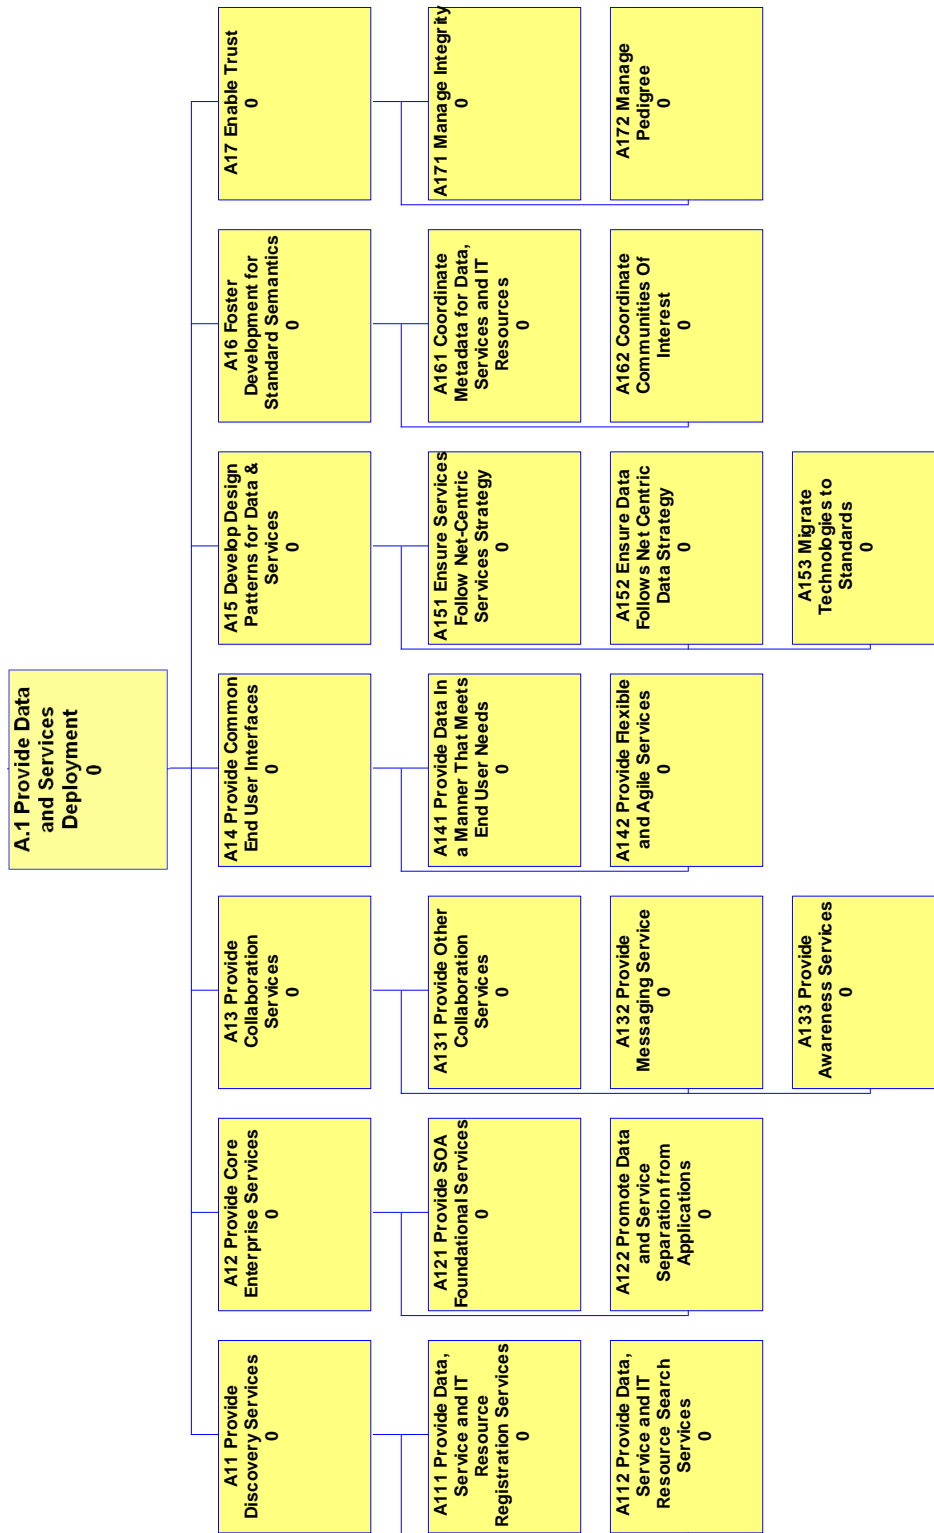 A.1 Provide Data
and Services
Deployment
0
A11 Provide
Discovery Services
0
A12 Provide Core
Enterprise Services
0
A13 Provide
Collaboration
Services
0
A14 Provide Common
End User Interfaces
0
A15 Develop Design
Patterns for Data &
Services
0
A16 Foster
Development for
Standard Semantics
0
A17 Enable Trust
0
A111 Provide Data,
Service and IT
Resource
Registration Services
0
A121 Provide SOA
Foundational Services
0
A131 Provide Other
Collaboration
Services
0
A141 Provide Data In
a Manner That Meets
End User Needs
0
A151 Ensure Services
Follow Net-Centric
Services Strategy
0
A161 Coordinate
Metadata for Data,
Services and IT
Resources
0
A171 Manage Integrity
0
A112 Provide Data,
Service and IT
Resource Search
Services
0
A122 Promote Data
and Service
Separation from
Applications
0
A132 Provide
Messaging Service
0
A142 Provide Flexible
and Agile Services
0
A152 Ensure Data
Follows Net Centric
Data Strategy
0
A162 Coordinate
Communities Of
Interest
0
A172 Manage
Pedigree
0
A133 Provide
Awareness Services
0
A153 Migrate
Technologies to
Standards
0